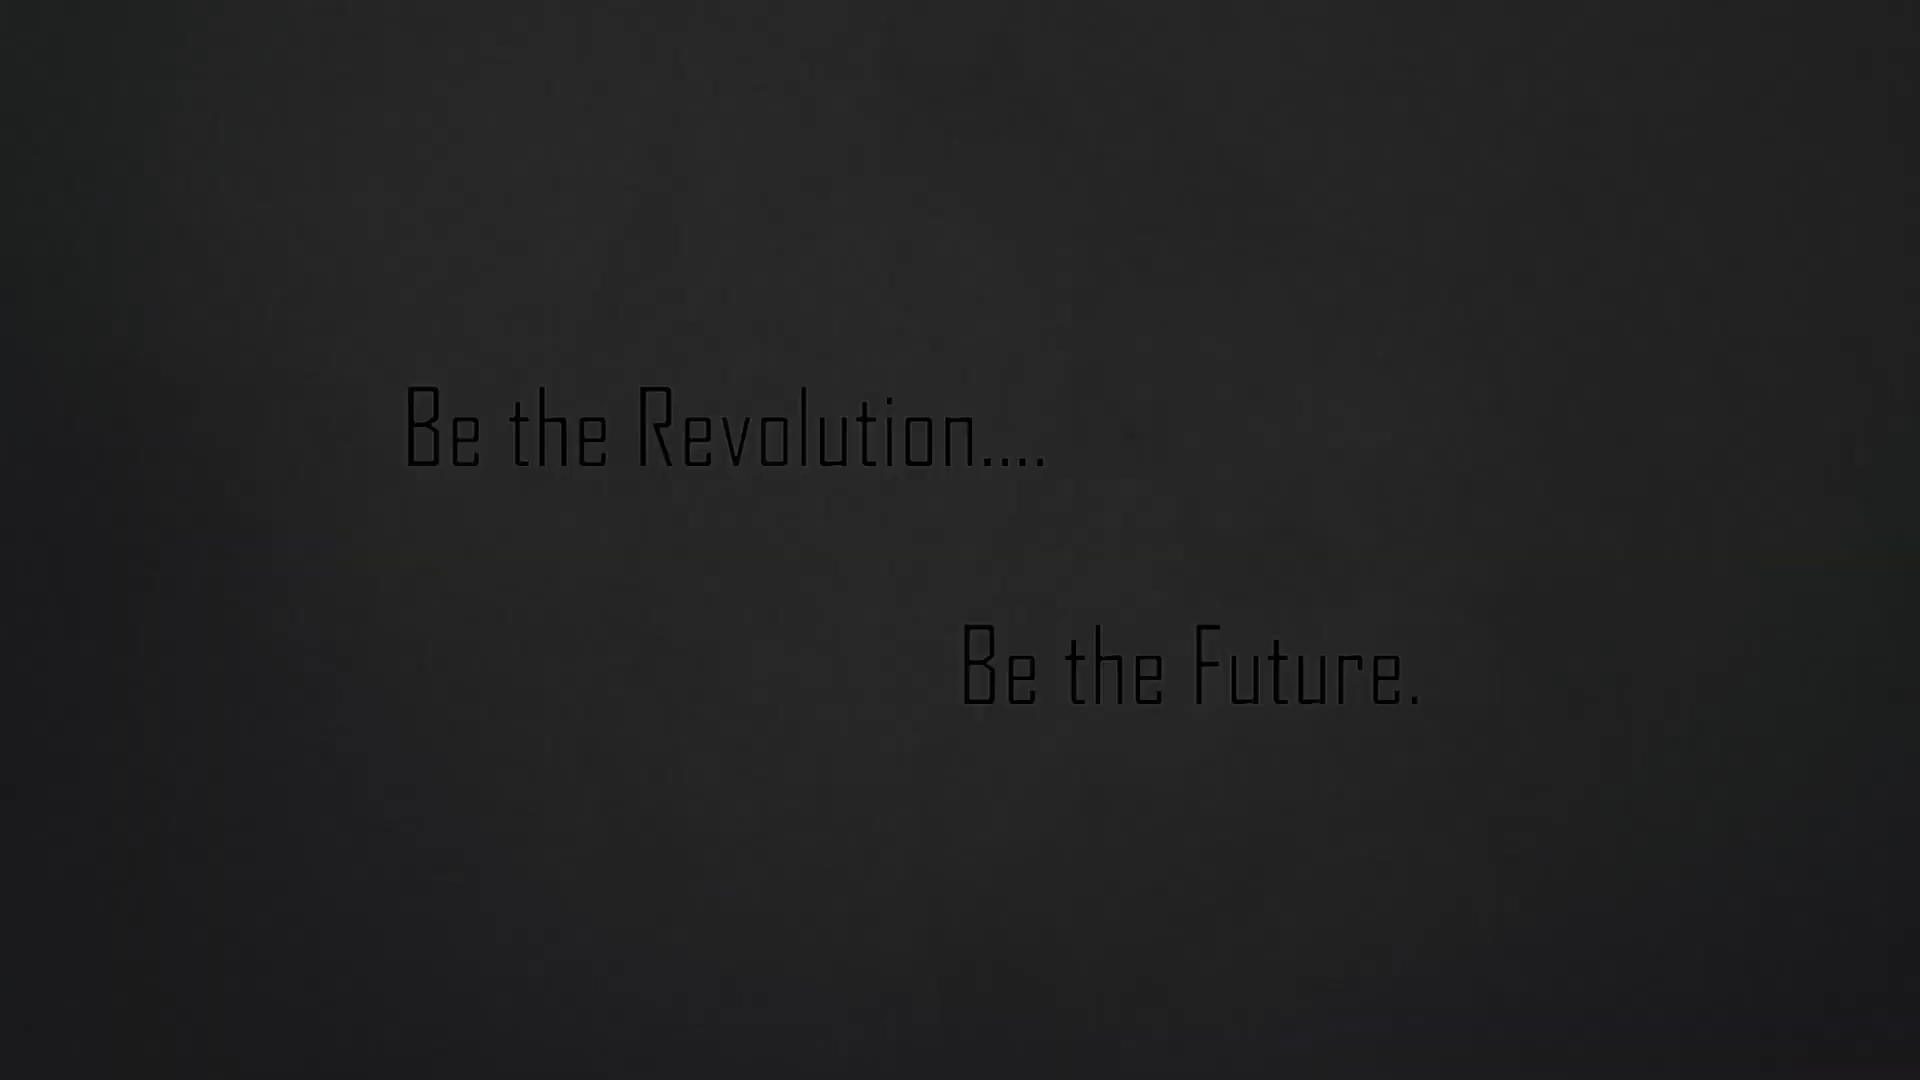 Be the Revolution....
Be the Future.